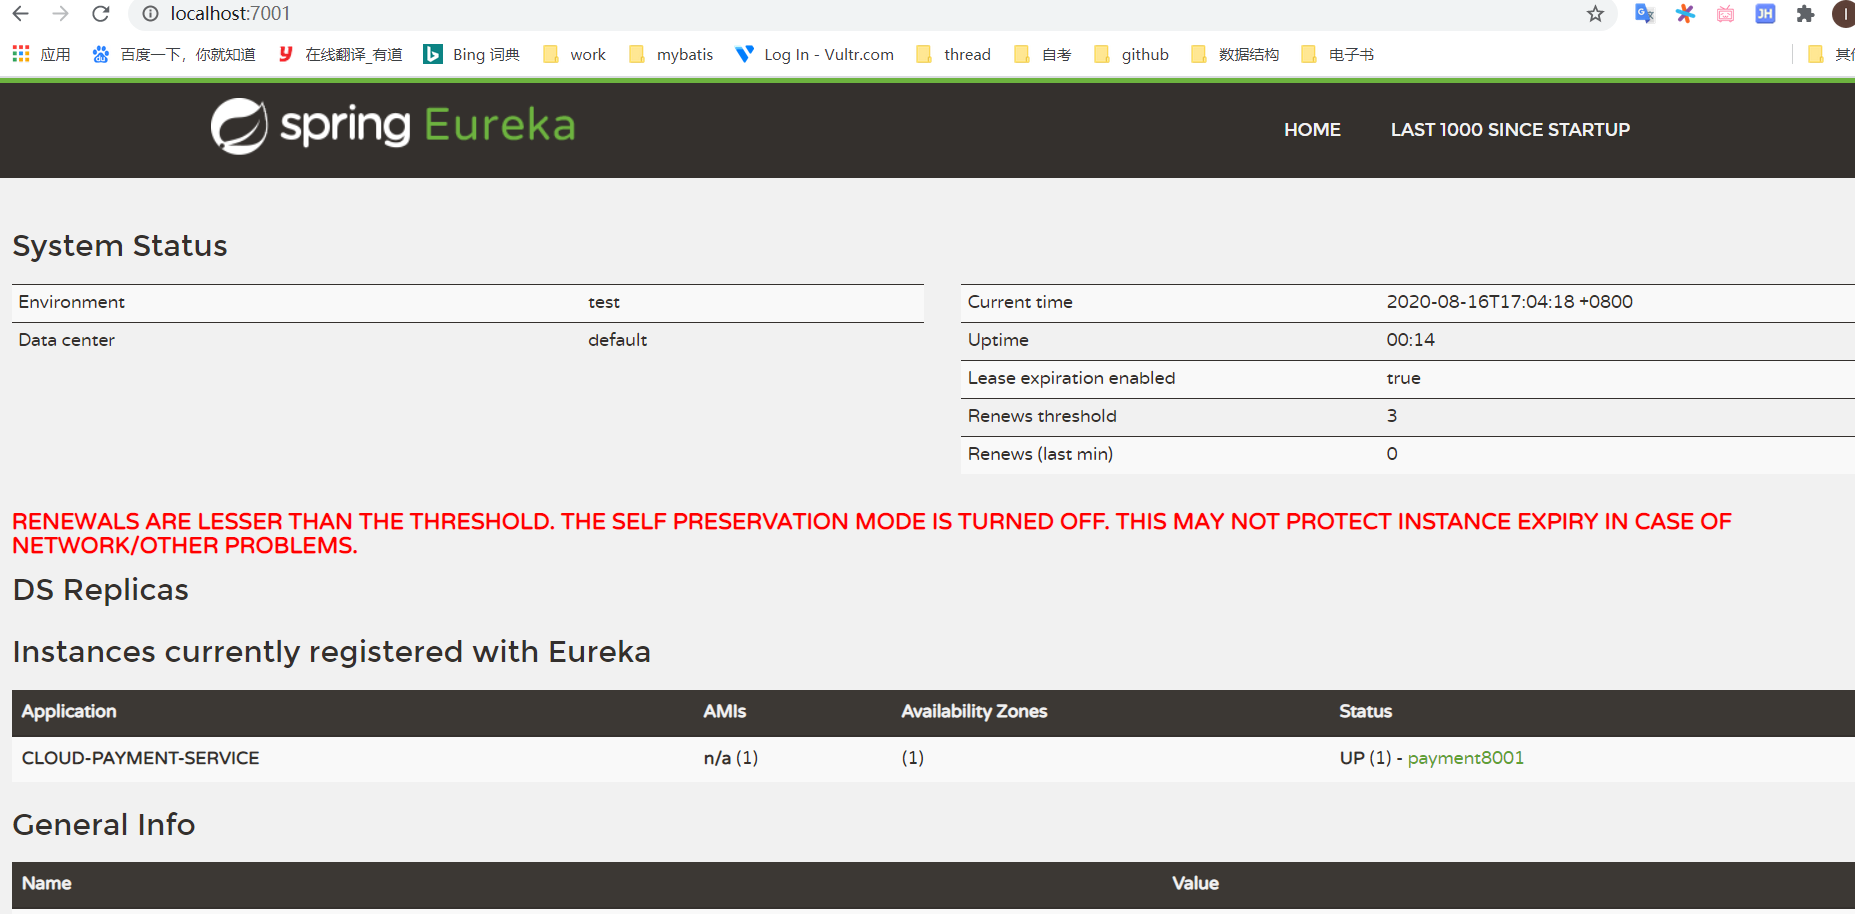 localhost:7001
应用 百度一下，你就知道 在线翻译_有道 Bing 词典 work mybatis Log In - Vultr.com thread 自考 github 数据结构 电子书
spring Eureka HOME LAST 1000 SINCE STARTUP
System Status
Environment test
Data center default
Current time 2020-08-16T17:04:18 +0800
Uptime 00:14
Lease expiration enabled true
Renews threshold 3
Renews (last min) 0
RENEWALS ARE LESSER THAN THE THRESHOLD. THE SELF PRESERVATION MODE IS TURNED OFF. THIS MAY NOT PROTECT INSTANCE EXPIRY IN CASE OF
NETWORK/OTHER PROBLEMS.
DS Replicas
Instances currently registered with Eureka
Application AMIs Availability Zones Status
CLOUD-PAYMENT-SERVICE n/a (1) (1) UP (1) - payment8001
General Info
Name Value